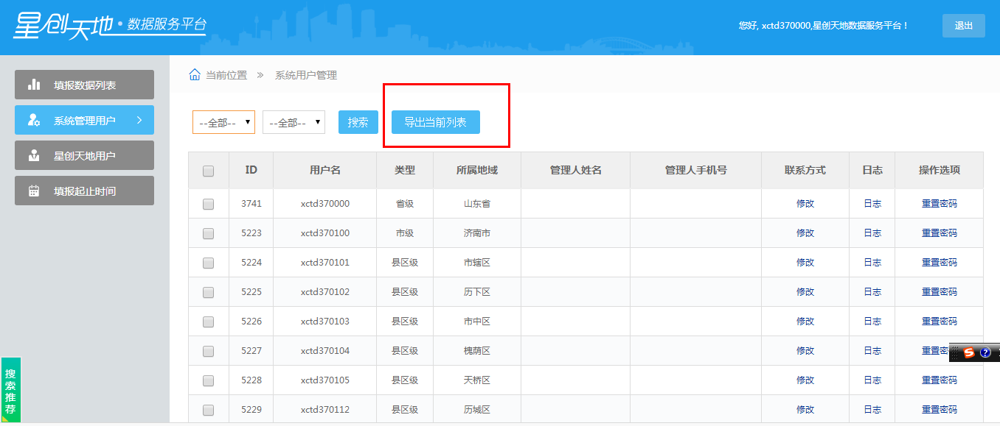 星创天地·数据服务平台
您好, xctd370000,星创天地数据服务平台！
退出
填报数据列表
系统管理用户
星创天地用户
填报起止时间
当前位置 » 系统用户管理
--全部-- --全部-- 搜索 导出当前列表
ID 用户名 类型 所属地域 管理人姓名 管理人手机号 联系方式 日志 操作选项
3741 xctd370000 省级 山东省 修改 日志 重置密码
5223 xctd370100 市级 济南市 修改 日志 重置密码
5224 xctd370101 县区级 市辖区 修改 日志 重置密码
5225 xctd370102 县区级 历下区 修改 日志 重置密码
5226 xctd370103 县区级 市中区 修改 日志 重置密码
5227 xctd370104 县区级 槐荫区 修改 日志 重置密
5228 xctd370105 县区级 天桥区 修改 日志 重置密码
5229 xctd370112 县区级 历城区 修改 日志 重置密码
搜索推荐
S ?